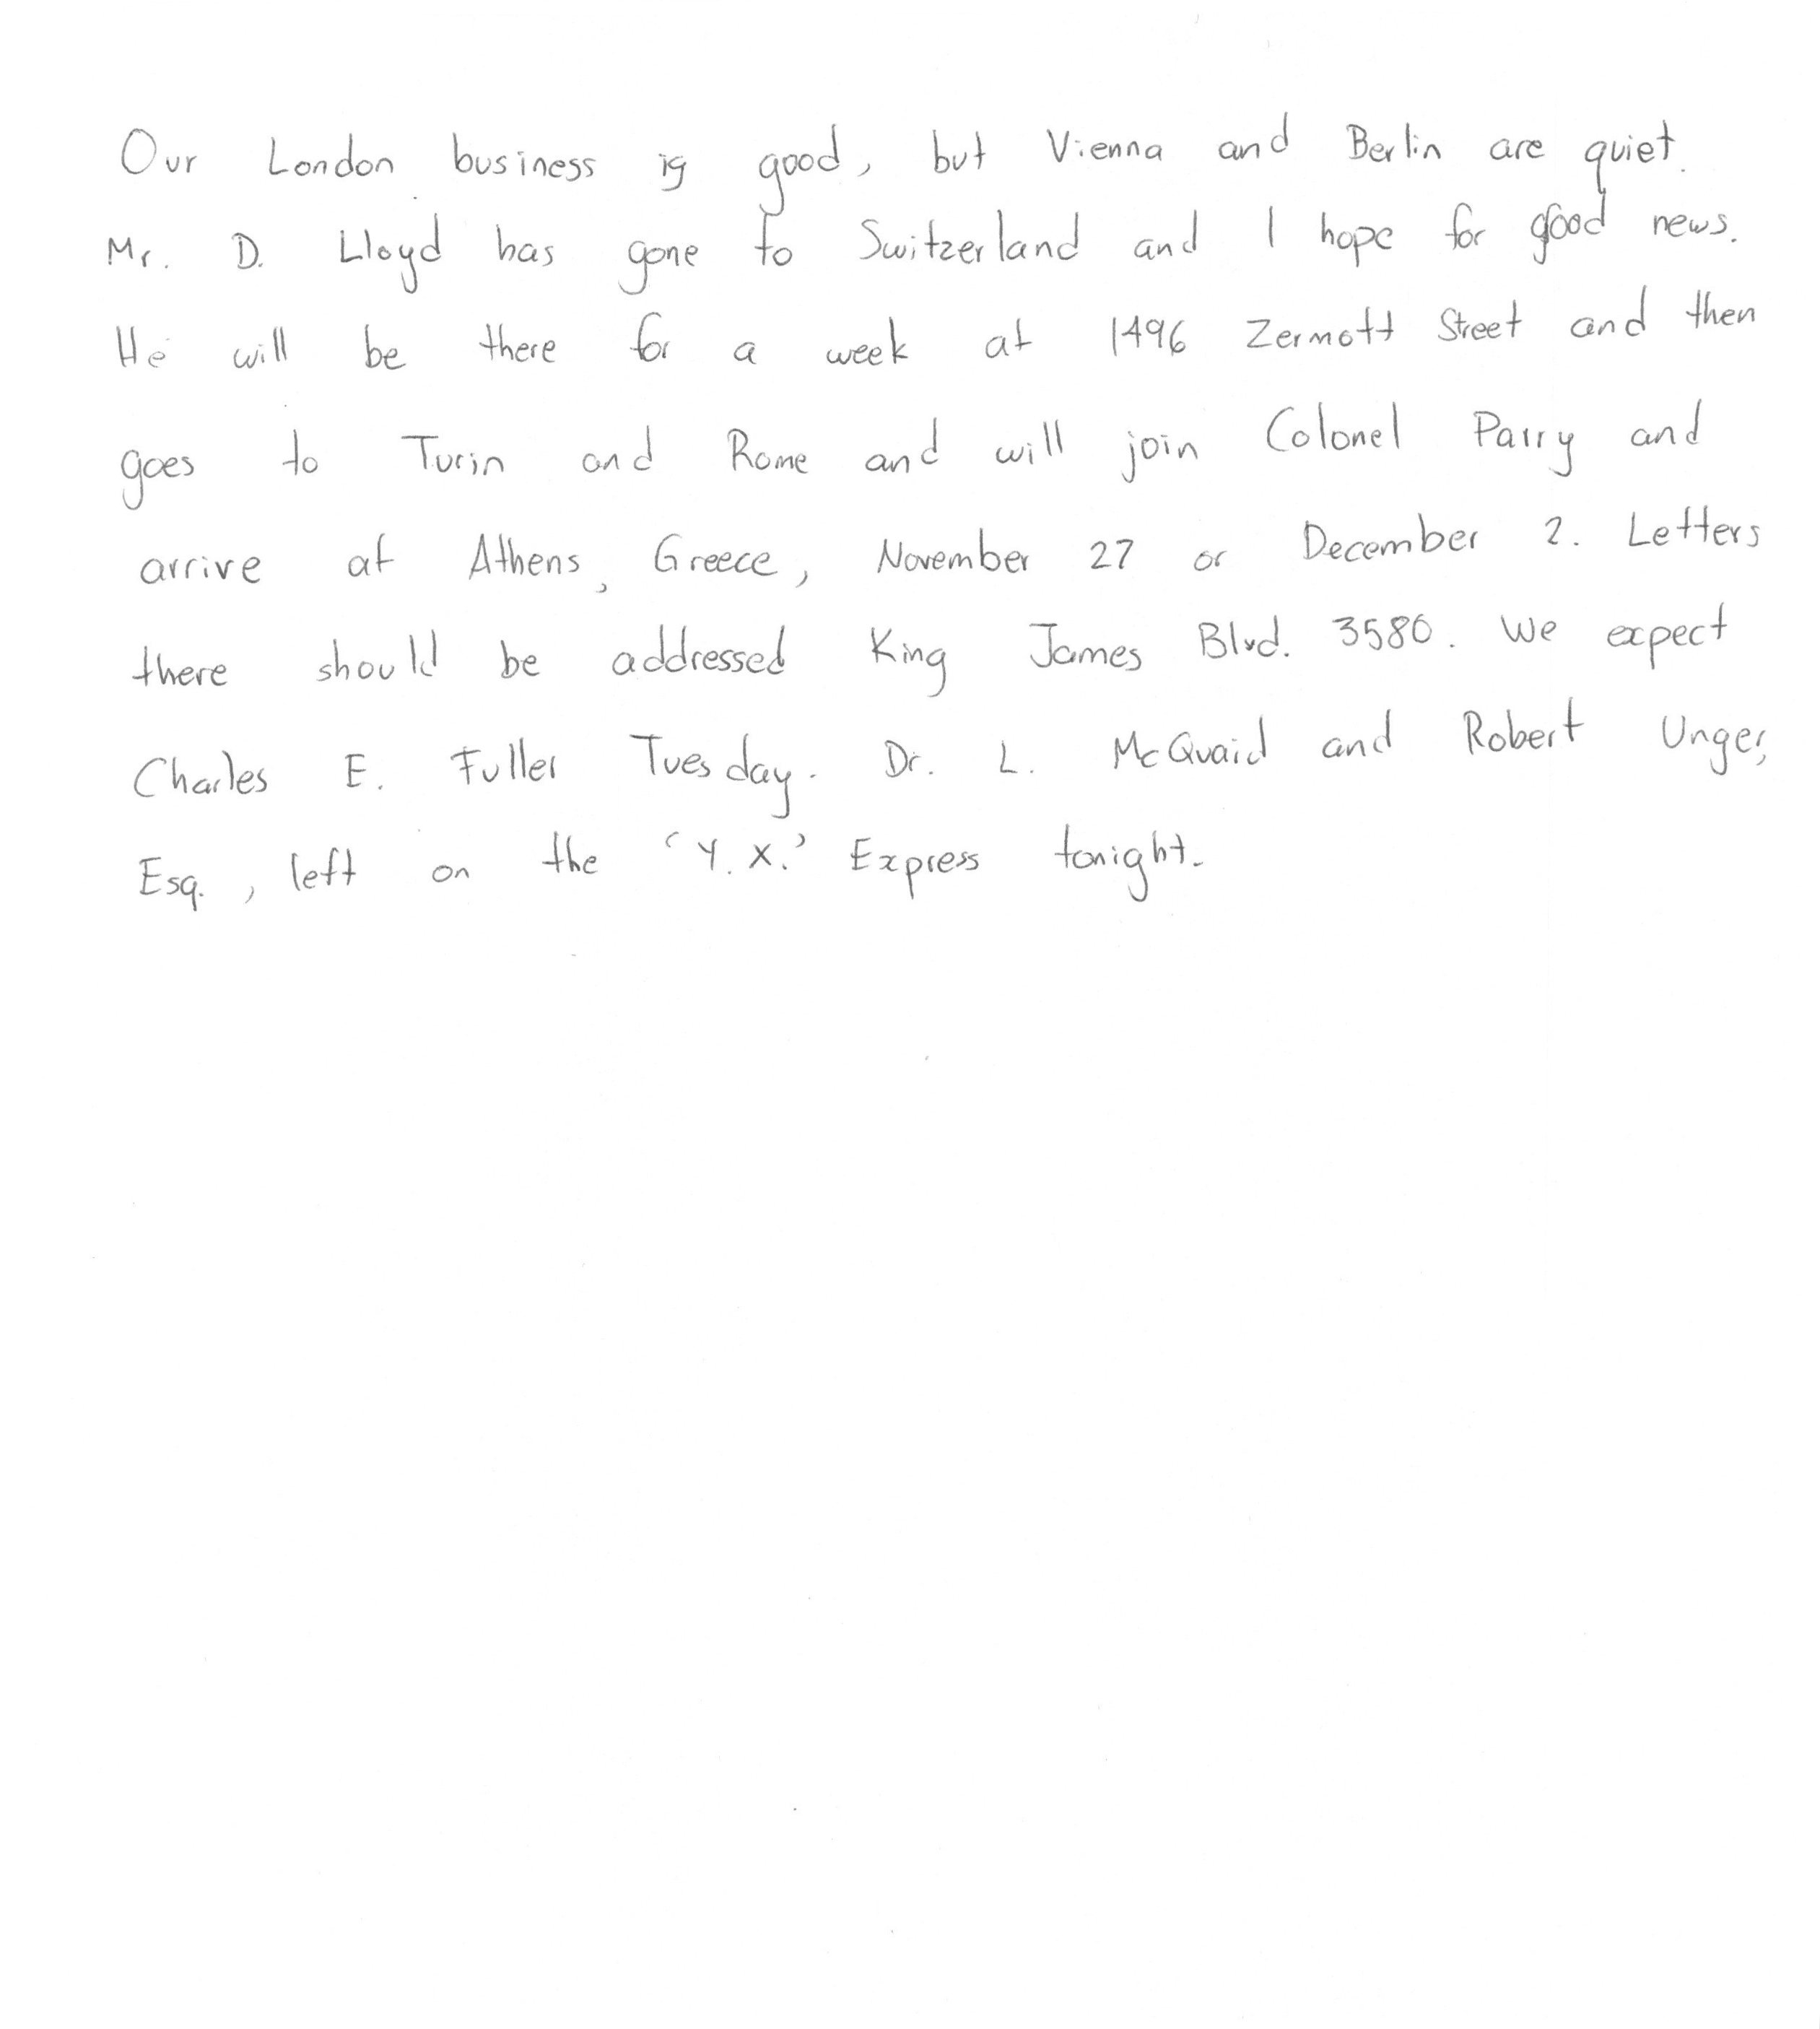 Our London business is good, but Vienna and Berlin are quiet.
Mr. D. Lloyd has gone to Switzerland and I hope for good news.
He will be there for a week at 1496 Zermott Street and then
goes to Turin and Rome and will join Colonel Parry and
arrive at Athens, Greece, November 27 or December 2. Letters
there should be addressed King James Blvd. 3580. We expect
Charles E. Fuller Tuesday. Dr. L. McQuaid and Robert Unger,
Esq., left on the 'Y.X.' Express tonight.